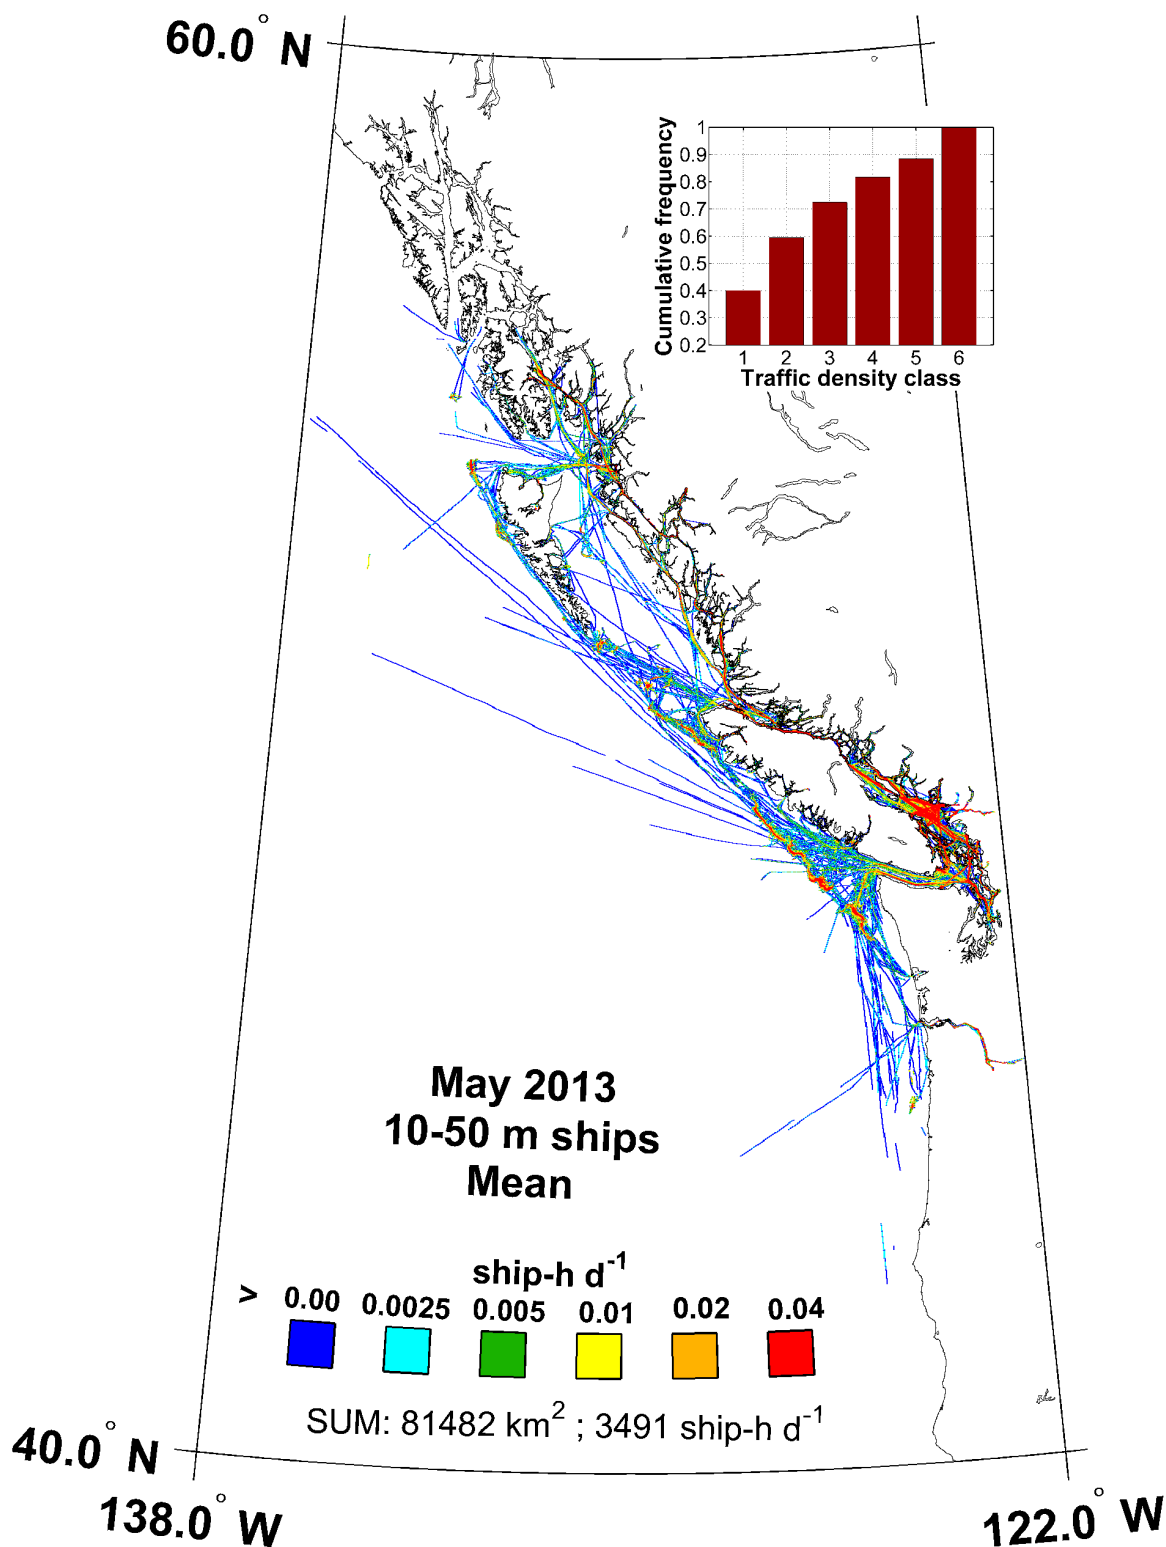 60.0° N
Cumulative frequency
1
0.9
0.8
0.7
0.6
0.5
0.4
0.3
0.2
1 2 3 4 5 6
Traffic density class
May 2013
10-50 m ships
Mean
ship-h d⁻¹
> 0.00 0.0025 0.005 0.01 0.02 0.04
SUM: 81482 km² ; 3491 ship-h d⁻¹
40.0° N
138.0° W
122.0° W